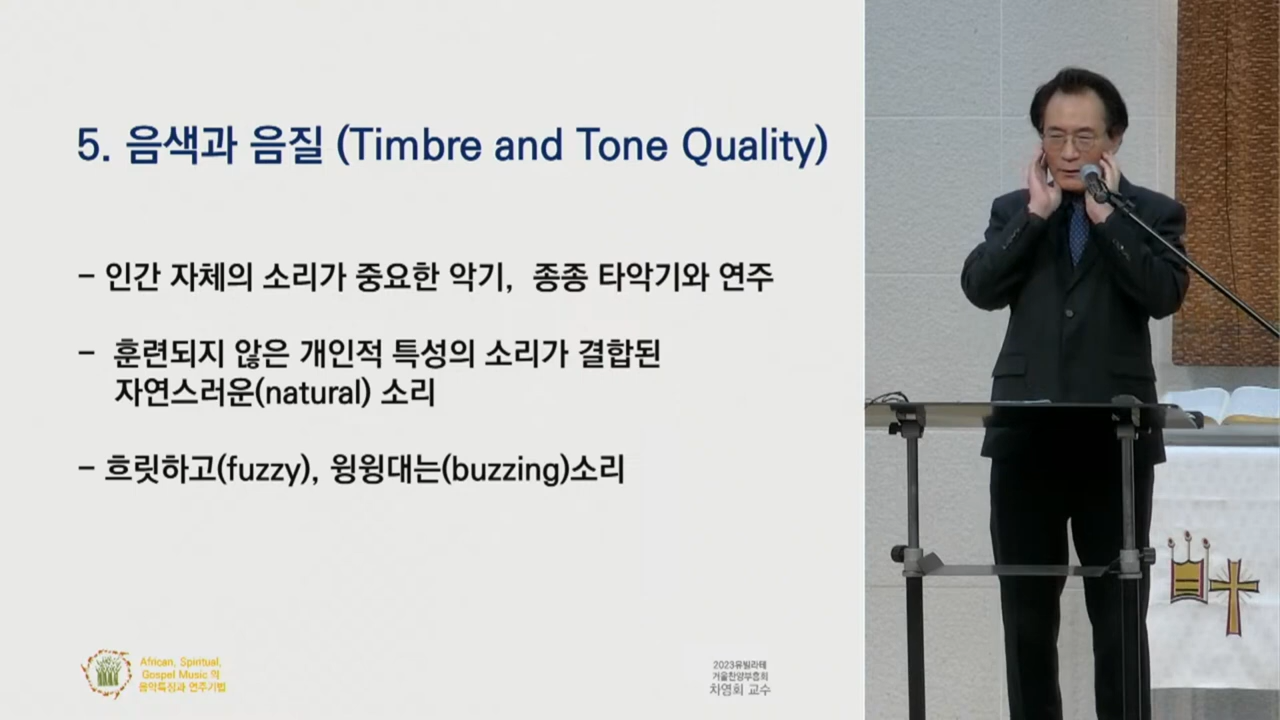 5. 음색과 음질 (Timbre and Tone Quality)
- 인간 자체의 소리가 중요한 악기, 종종 타악기와 연주
- 훈련되지 않은 개인적 특성의 소리가 결합된
자연스러운(natural) 소리
- 흐릿하고(fuzzy), 윙윙대는(buzzing)소리
African, Spiritual,
Gospel Music 의
음악특징과 연주기법
2023유빌라테
겨울찬양부흥회
차영회 교수